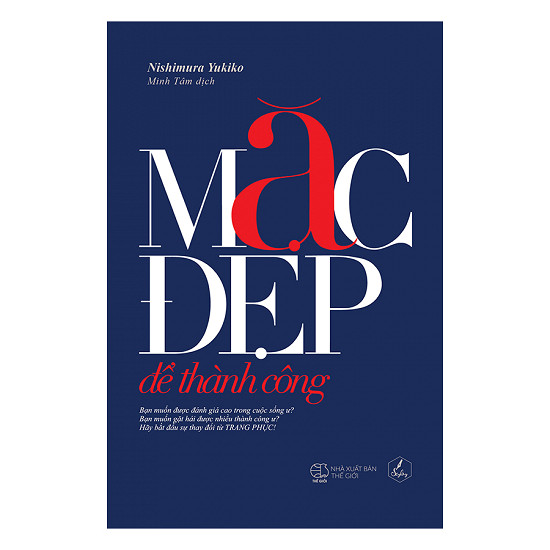 Nishimura Yukiko
Minh Tâm dịch
MẶC
ĐẸP
để thành công
Bạn muốn được đánh giá cao trong cuộc sống ư?
Bạn muốn gặt hái được nhiều thành công ư?
Hãy bắt đầu sự thay đổi từ TRANG PHỤC!
NHÀ XUẤT BẢN
THẾ GIỚI
THẾ GIỚI